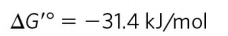 ΔG′° = −31.4 kJ/mol